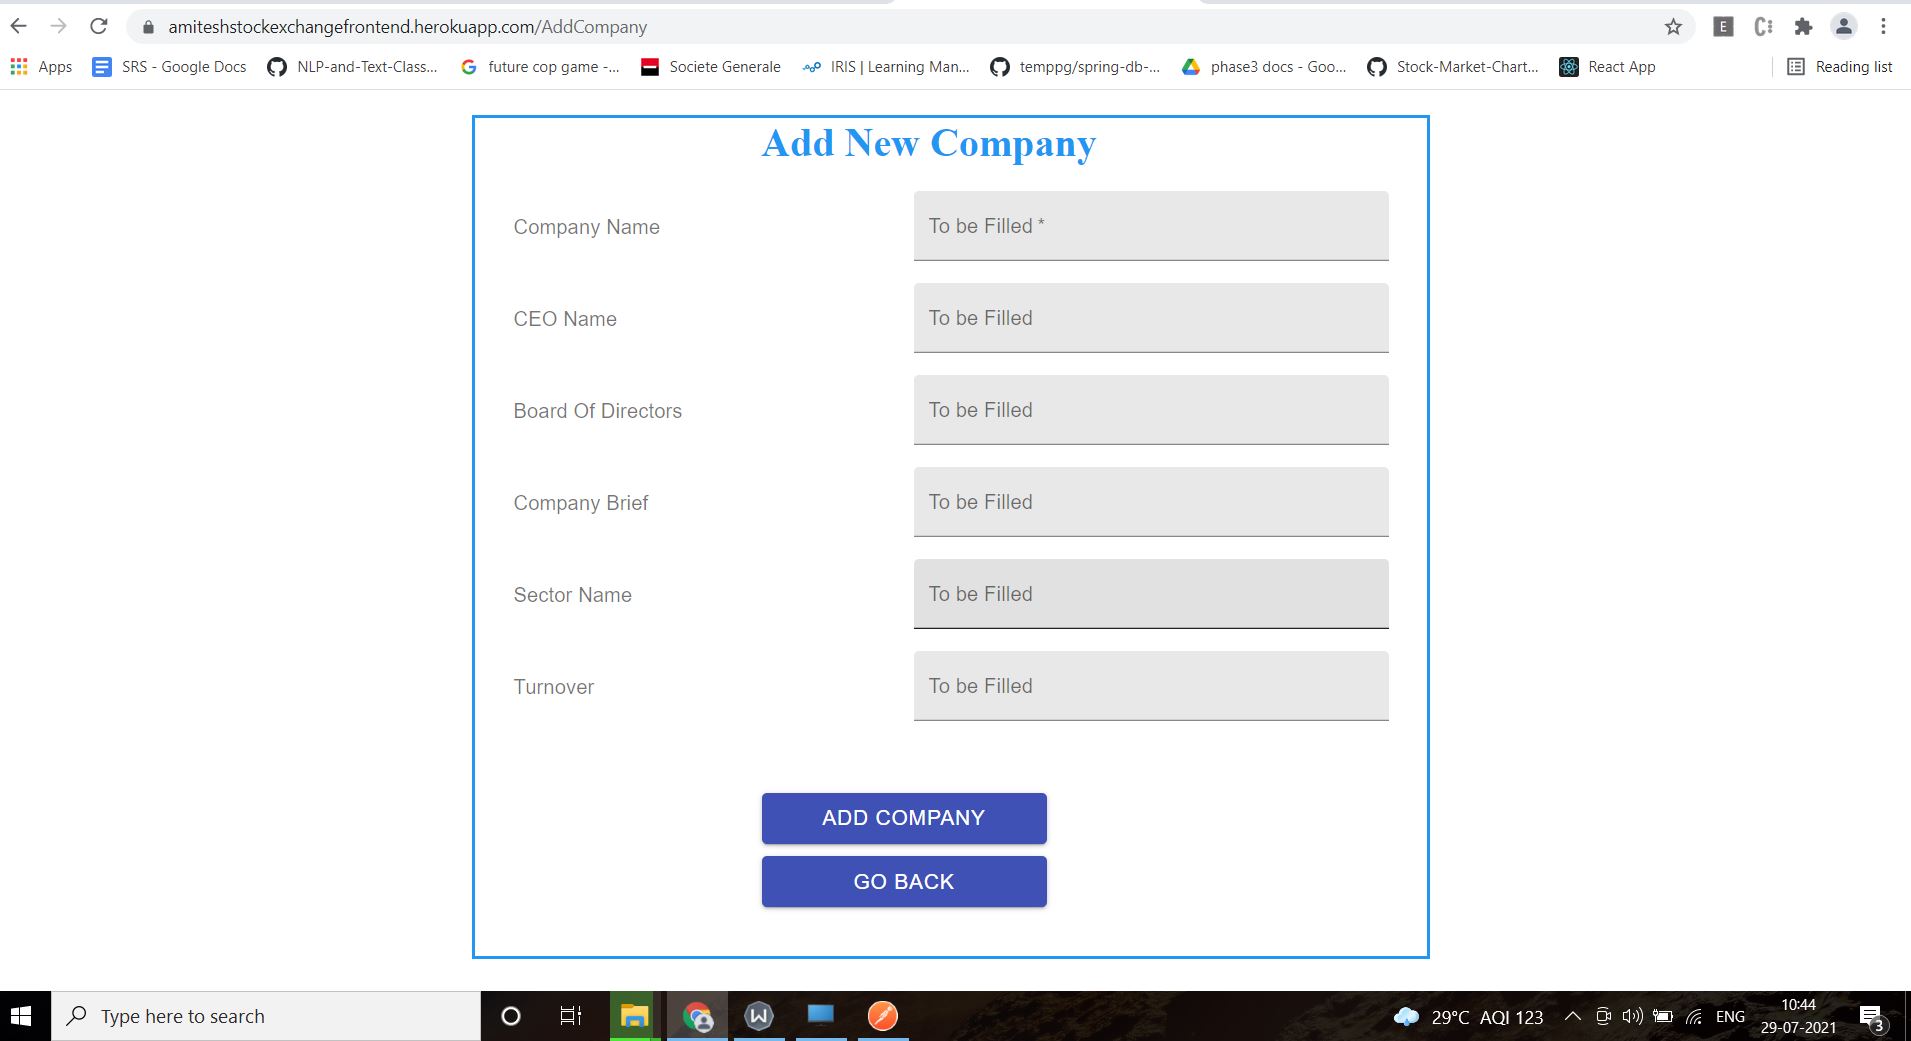 amiteshstockexchangefrontend.herokuapp.com/AddCompany
E
Apps SRS - Google Docs NLP-and-Text-Class... future cop game -... Societe Generale IRIS | Learning Man... temppg/spring-db-... phase3 docs - Goo... Stock-Market-Chart... React App Reading list
Add New Company
Company Name To be Filled *
CEO Name To be Filled
Board Of Directors To be Filled
Company Brief To be Filled
Sector Name To be Filled
Turnover To be Filled
ADD COMPANY
GO BACK
Type here to search
29°C AQI 123
ENG
10:44
29-07-2021
3